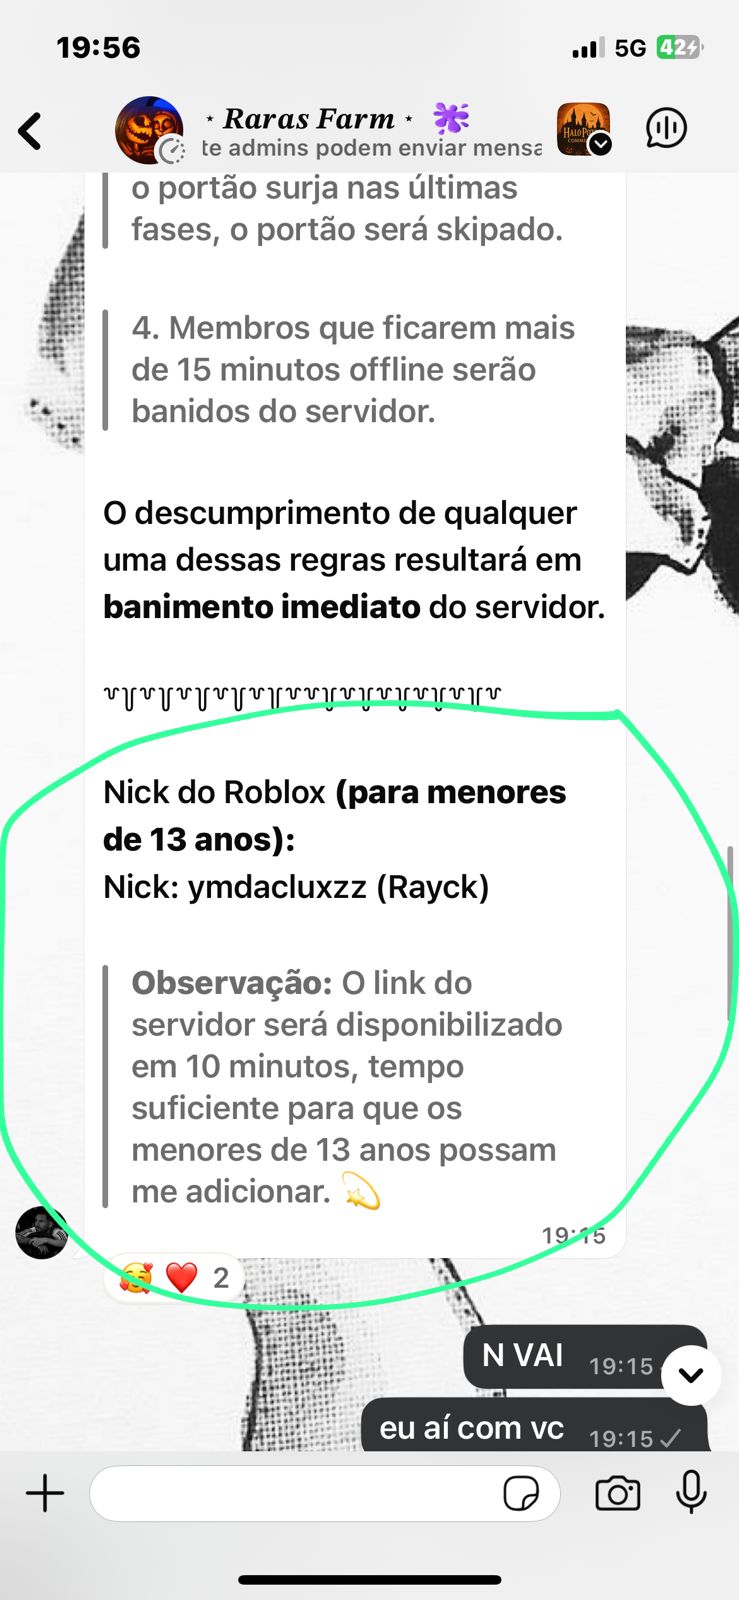 19:56
5G
42
· Raras Farm ·
te admins podem enviar mensa
HALO
o portão surja nas últimas
fases, o portão será skipado.
4. Membros que ficarem mais
de 15 minutos offline serão
banidos do servidor.
O descumprimento de qualquer
uma dessas regras resultará em
banimento imediato do servidor.
Nick do Roblox (para menores
de 13 anos):
Nick: ymdacluxzz (Rayck)
Observação: O link do
servidor será disponibilizado
em 10 minutos, tempo
suficiente para que os
menores de 13 anos possam
me adicionar. 💫
19:15
🥰 ❤️ 2
N VAI 19:15
eu aí com vc 19:15